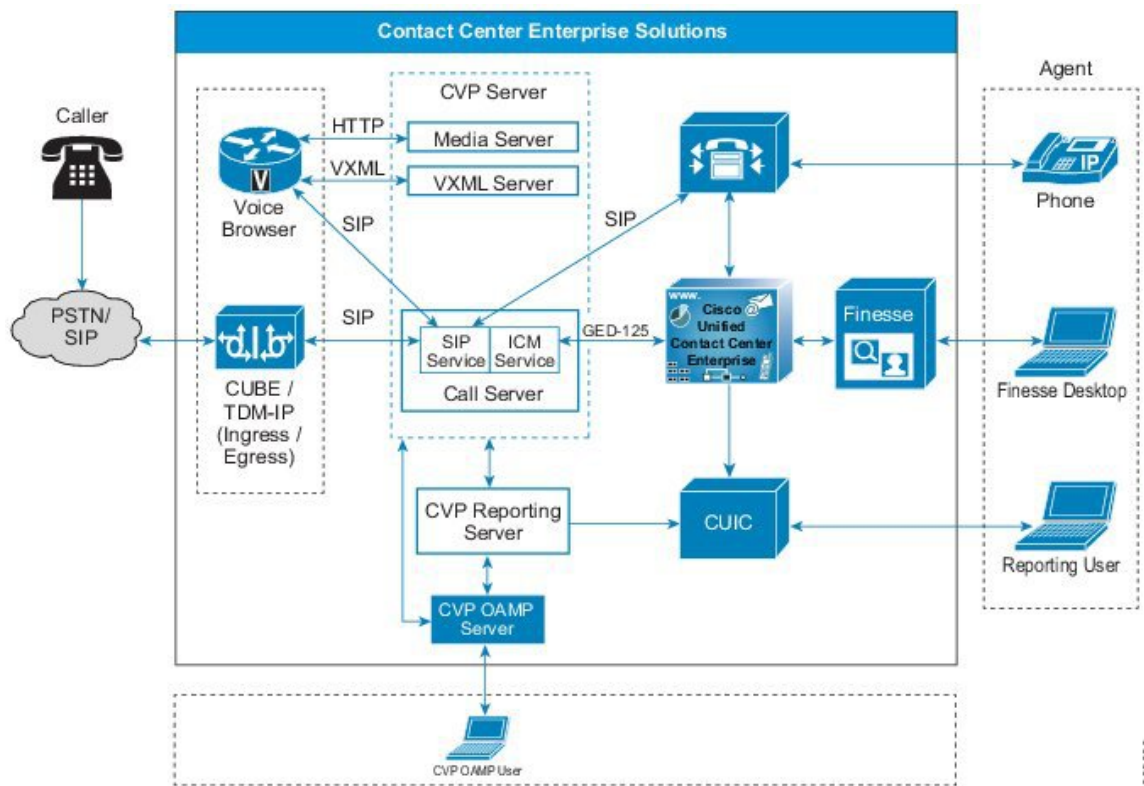 Contact Center Enterprise Solutions
Caller
PSTN/
SIP
HTTP
VXML
SIP
SIP
V
Voice
Browser
CUBE /
TDM-IP
(Ingress /
Egress)
CVP Server
Media Server
VXML Server
SIP
Service
ICM
Service
Call Server
SIP
GED-125
www.
Cisco
Unified
Contact Center
Enterprise
Finesse
CVP Reporting
Server
CUIC
CVP OAMP
Server
CVP OAMP User
Agent
IP
Phone
Finesse Desktop
Reporting User